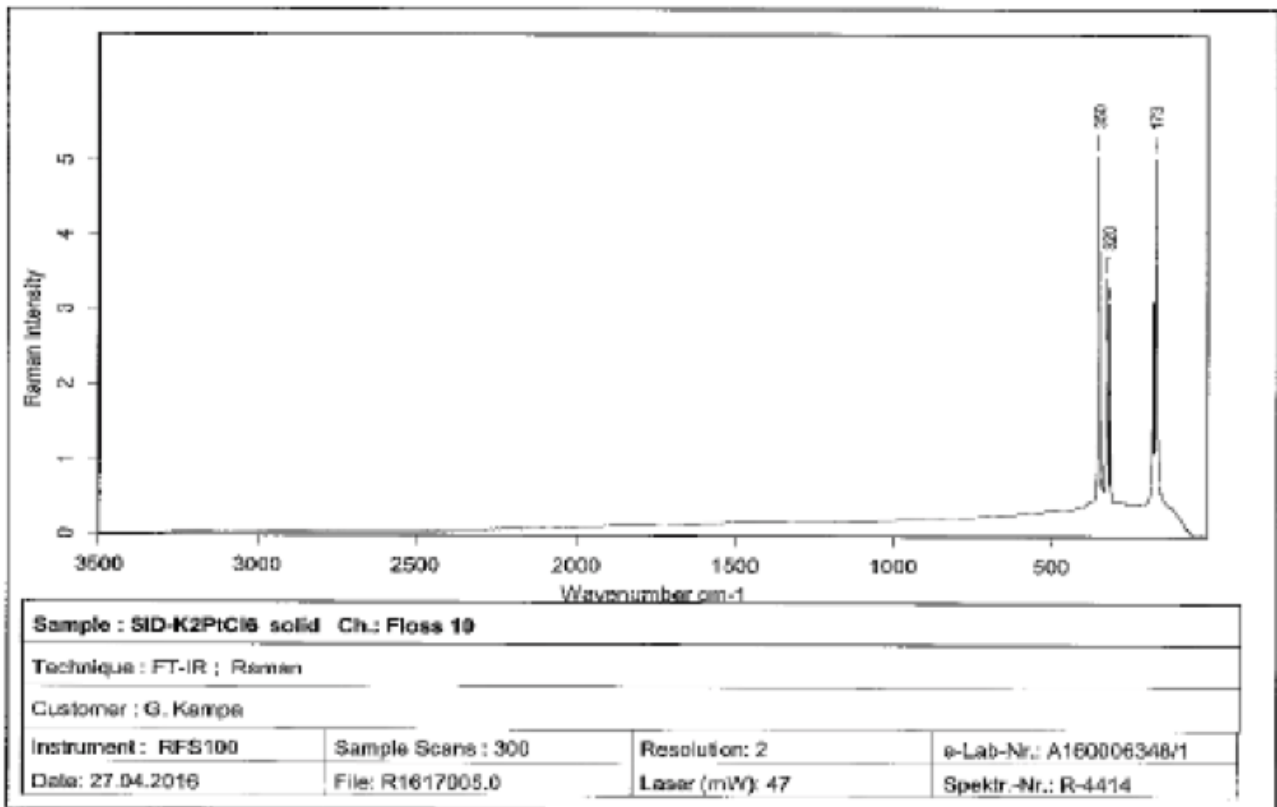 350
173
320
5
4
3
2
1
0
Raman Intensity
3500 3000 2500 2000 1500 1000 500
Wavenumber cm-1
Sample : SID-K2PtCl6 solid Ch.: Floss 10
Technique : FT-IR ; Raman
Customer : G. Kampe
Instrument : RFS100 Sample Scans : 300 Resolution: 2 e-Lab-Nr.: A160006348/1
Date: 27.04.2016 File: R1617005.0 Laser (mW): 47 Spektr.-Nr.: R-4414